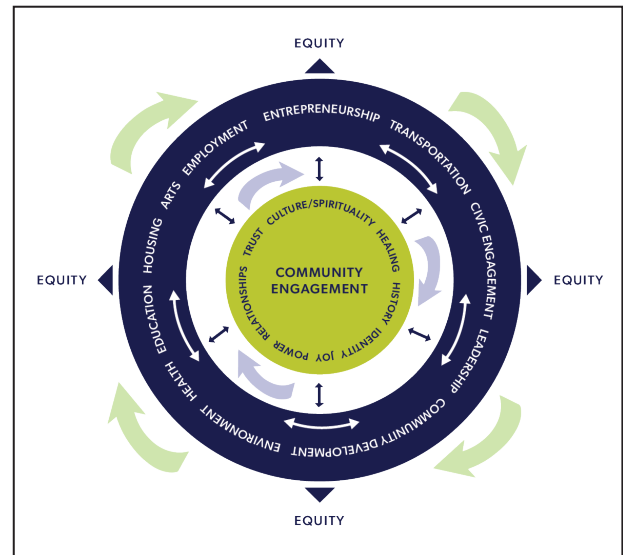 EQUITY
ENTREPRENEURSHIP
TRANSPORTATION
CIVIC ENGAGEMENT
LEADERSHIP
COMMUNITY DEVELOPMENT
ENVIRONMENT
HEALTH
EDUCATION
HOUSING
ARTS
EMPLOYMENT
EQUITY
EQUITY
CULTURE/SPIRITUALITY
HEALING
HISTORY
IDENTITY
JOY
POWER
RELATIONSHIPS
TRUST
COMMUNITY
ENGAGEMENT
EQUITY